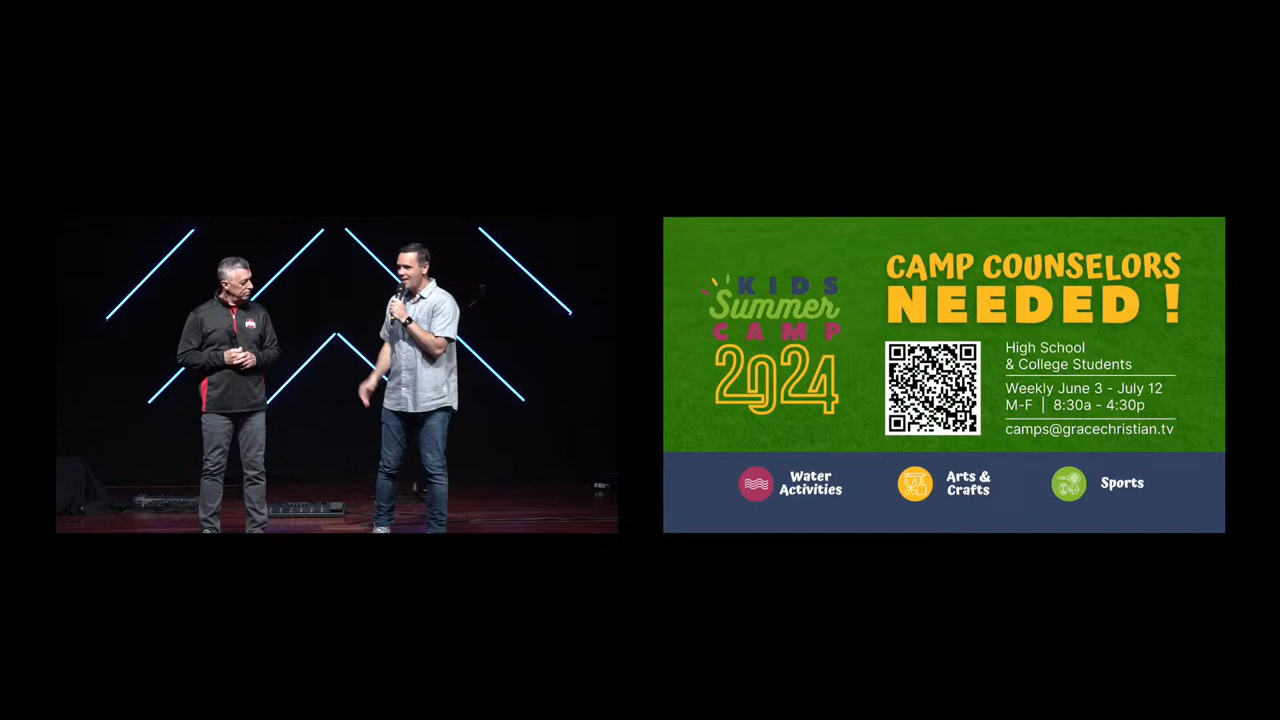 KIDS
Summer
CAMP
2024
CAMP COUNSELORS
NEEDED !
High School
& College Students
Weekly June 3 - July 12
M-F | 8:30a - 4:30p
camps@gracechristian.tv
Water
Activities
Arts &
Crafts
Sports